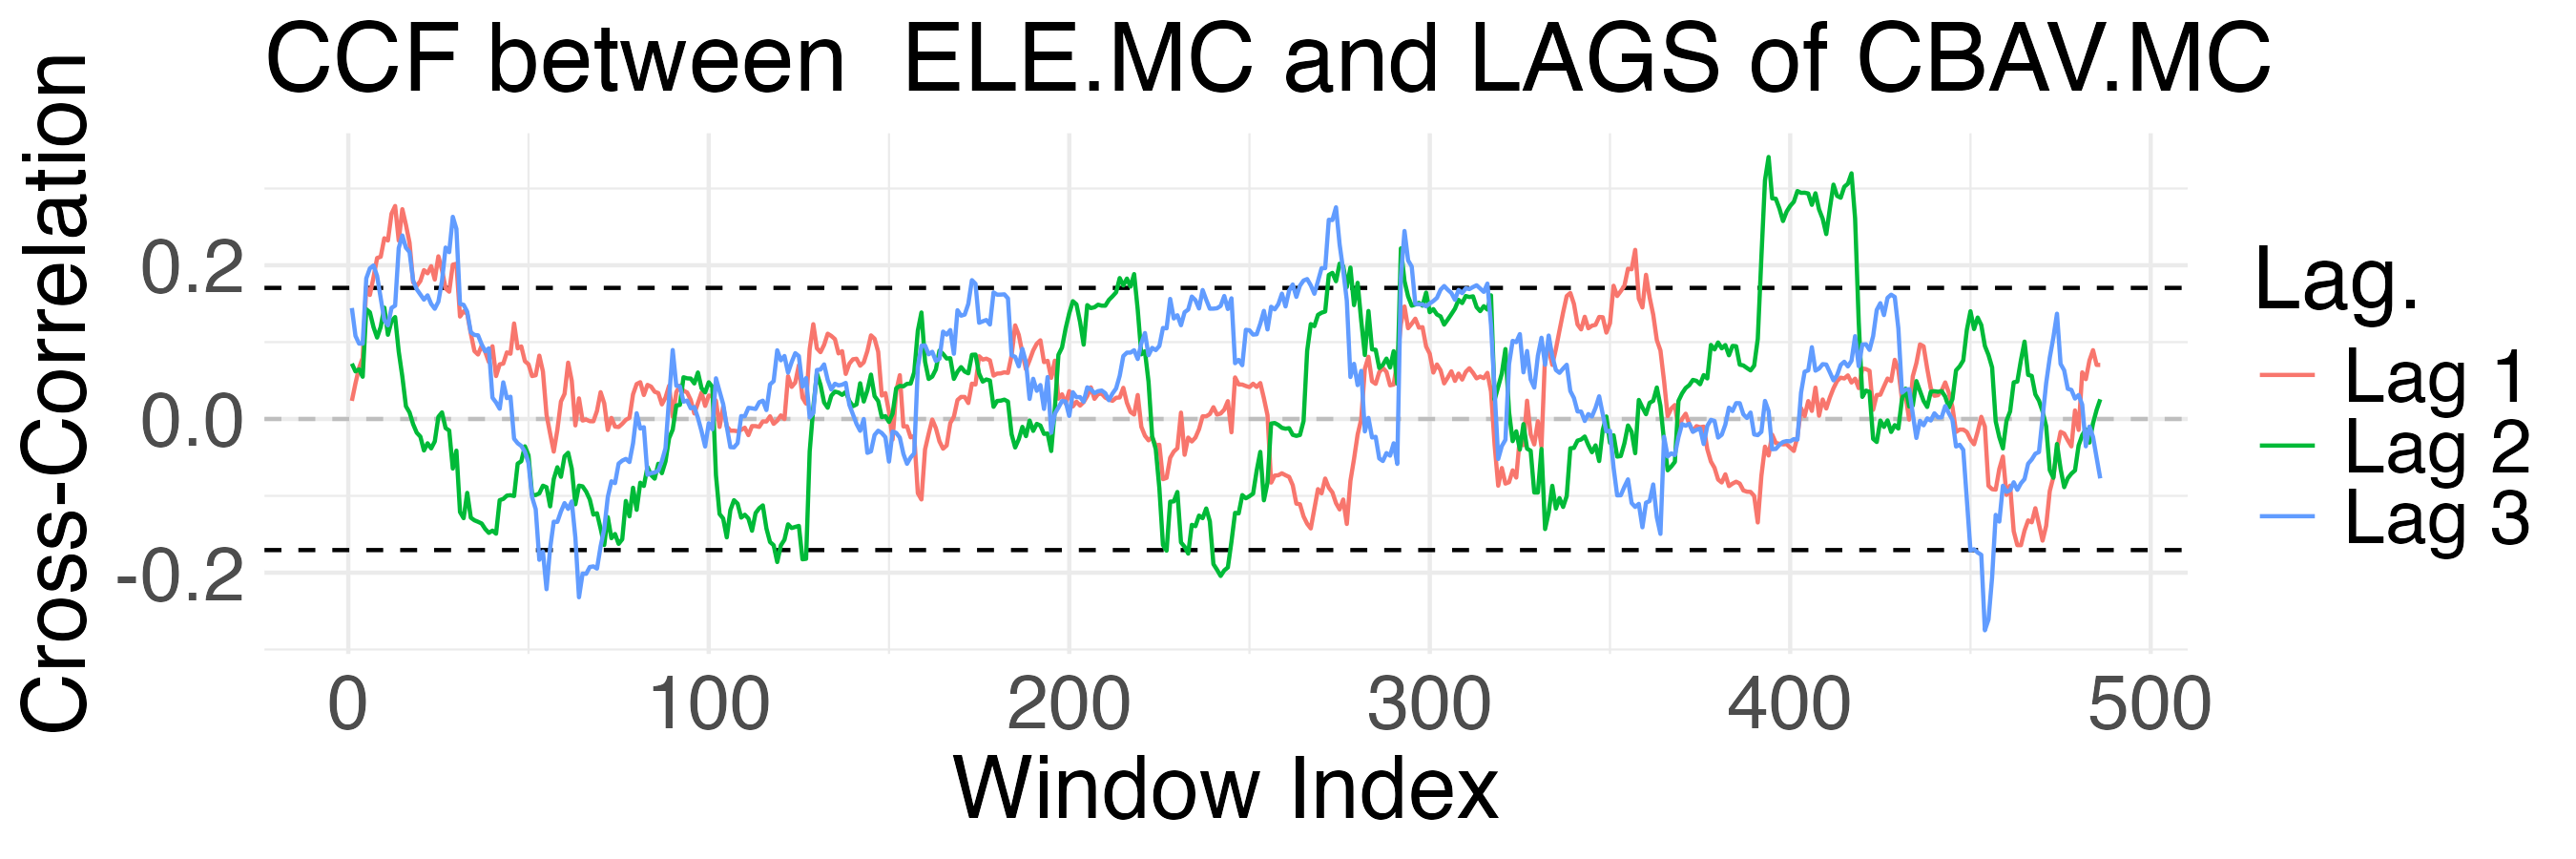 CCF between  ELE.MC and LAGS of CBAV.MC
Cross-Correlation
0.2
0.0
-0.2
0 100 200 300 400 500
Window Index
Lag.
Lag 1
Lag 2
Lag 3